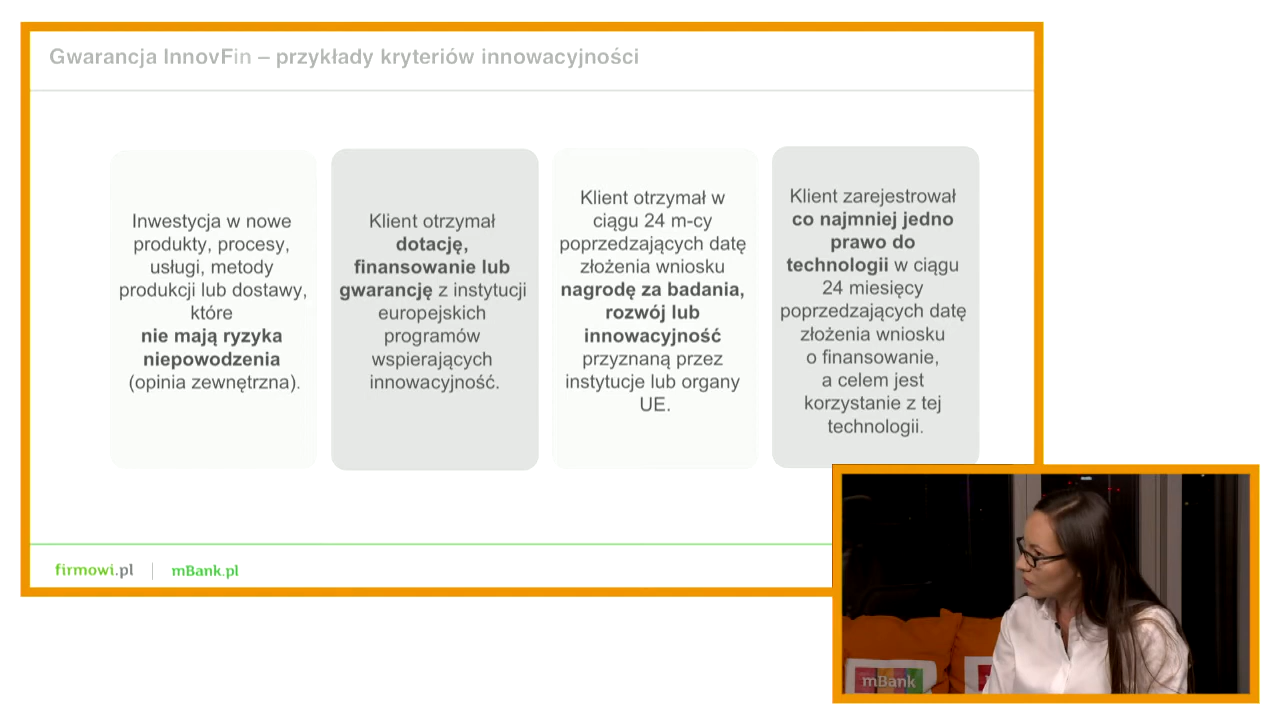 Gwarancja InnovFin – przykłady kryteriów innowacyjności
Inwestycja w nowe
produkty, procesy,
usługi, metody
produkcji lub dostawy,
które
nie mają ryzyka
niepowodzenia
(opinia zewnętrzna).
Klient otrzymał
dotację,
finansowanie lub
gwarancję z instytucji
europejskich
programów
wspierających
innowacyjność.
Klient otrzymał w
ciągu 24 m-cy
poprzedzających datę
złożenia wniosku
nagrodę za badania,
rozwój lub
innowacyjność
przyznaną przez
instytucje lub organy
UE.
Klient zarejestrował
co najmniej jedno
prawo do
technologii w ciągu
24 miesięcy
poprzedzających datę
złożenia wniosku
o finansowanie,
a celem jest
korzystanie z tej
technologii.
firmowi.pl
mBank.pl
mBank